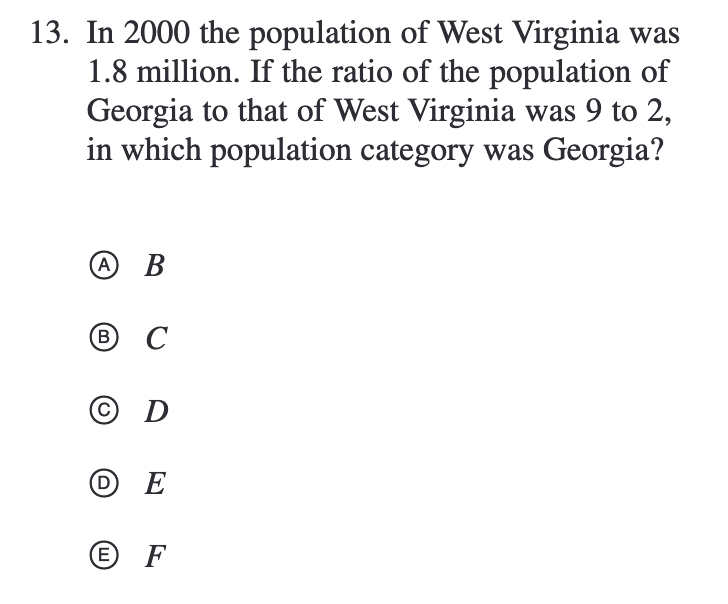 13. In 2000 the population of West Virginia was
1.8 million. If the ratio of the population of
Georgia to that of West Virginia was 9 to 2,
in which population category was Georgia?
Ⓐ B
Ⓑ C
Ⓒ D
Ⓓ E
Ⓔ F